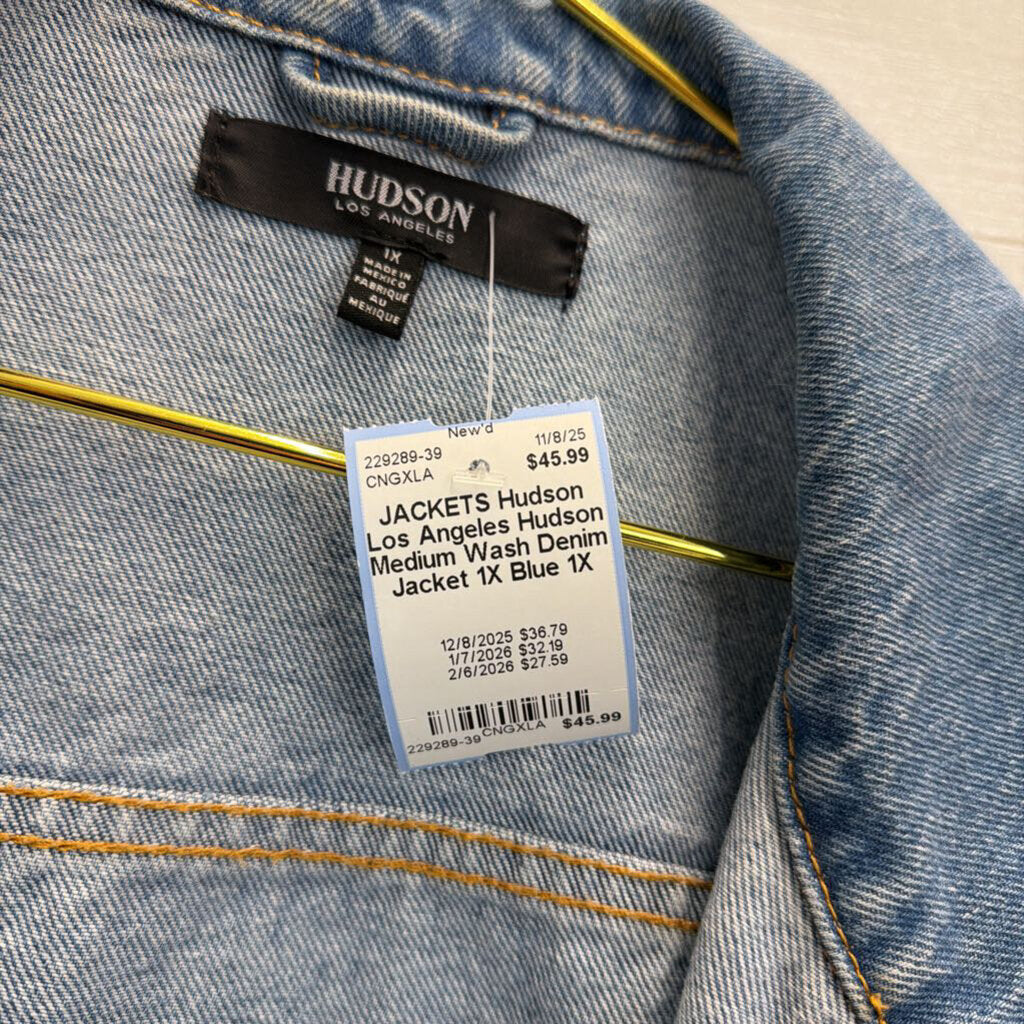 HUDSON
LOS ANGELES
1X
MADE IN
MEXICO
FABRIQUÉ
AU
MEXIQUE
New'd
229289-39 11/8/25
CNGXLA $45.99
JACKETS Hudson
Los Angeles Hudson
Medium Wash Denim
Jacket 1X Blue 1X
12/8/2025 $36.79
1/7/2026 $32.19
2/6/2026 $27.59
229289-39 CNGXLA $45.99